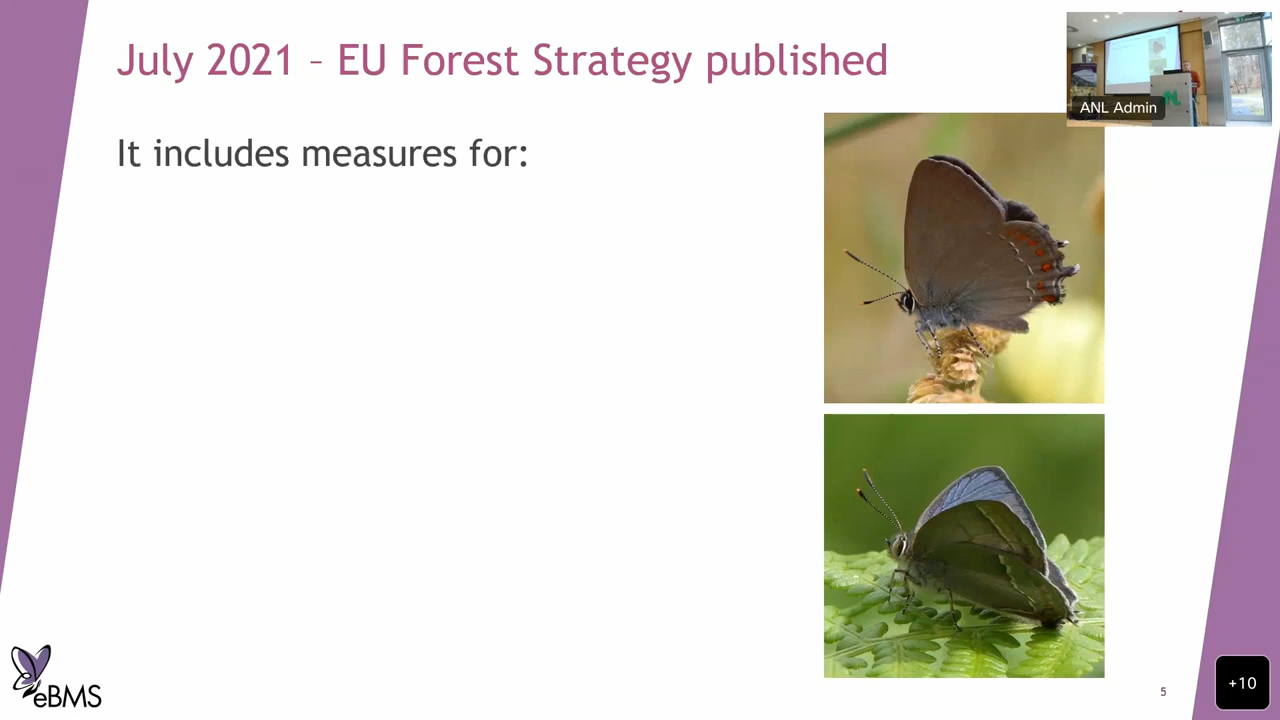 July 2021 – EU Forest Strategy published
It includes measures for:
ANL Admin
eBMS
5
+10